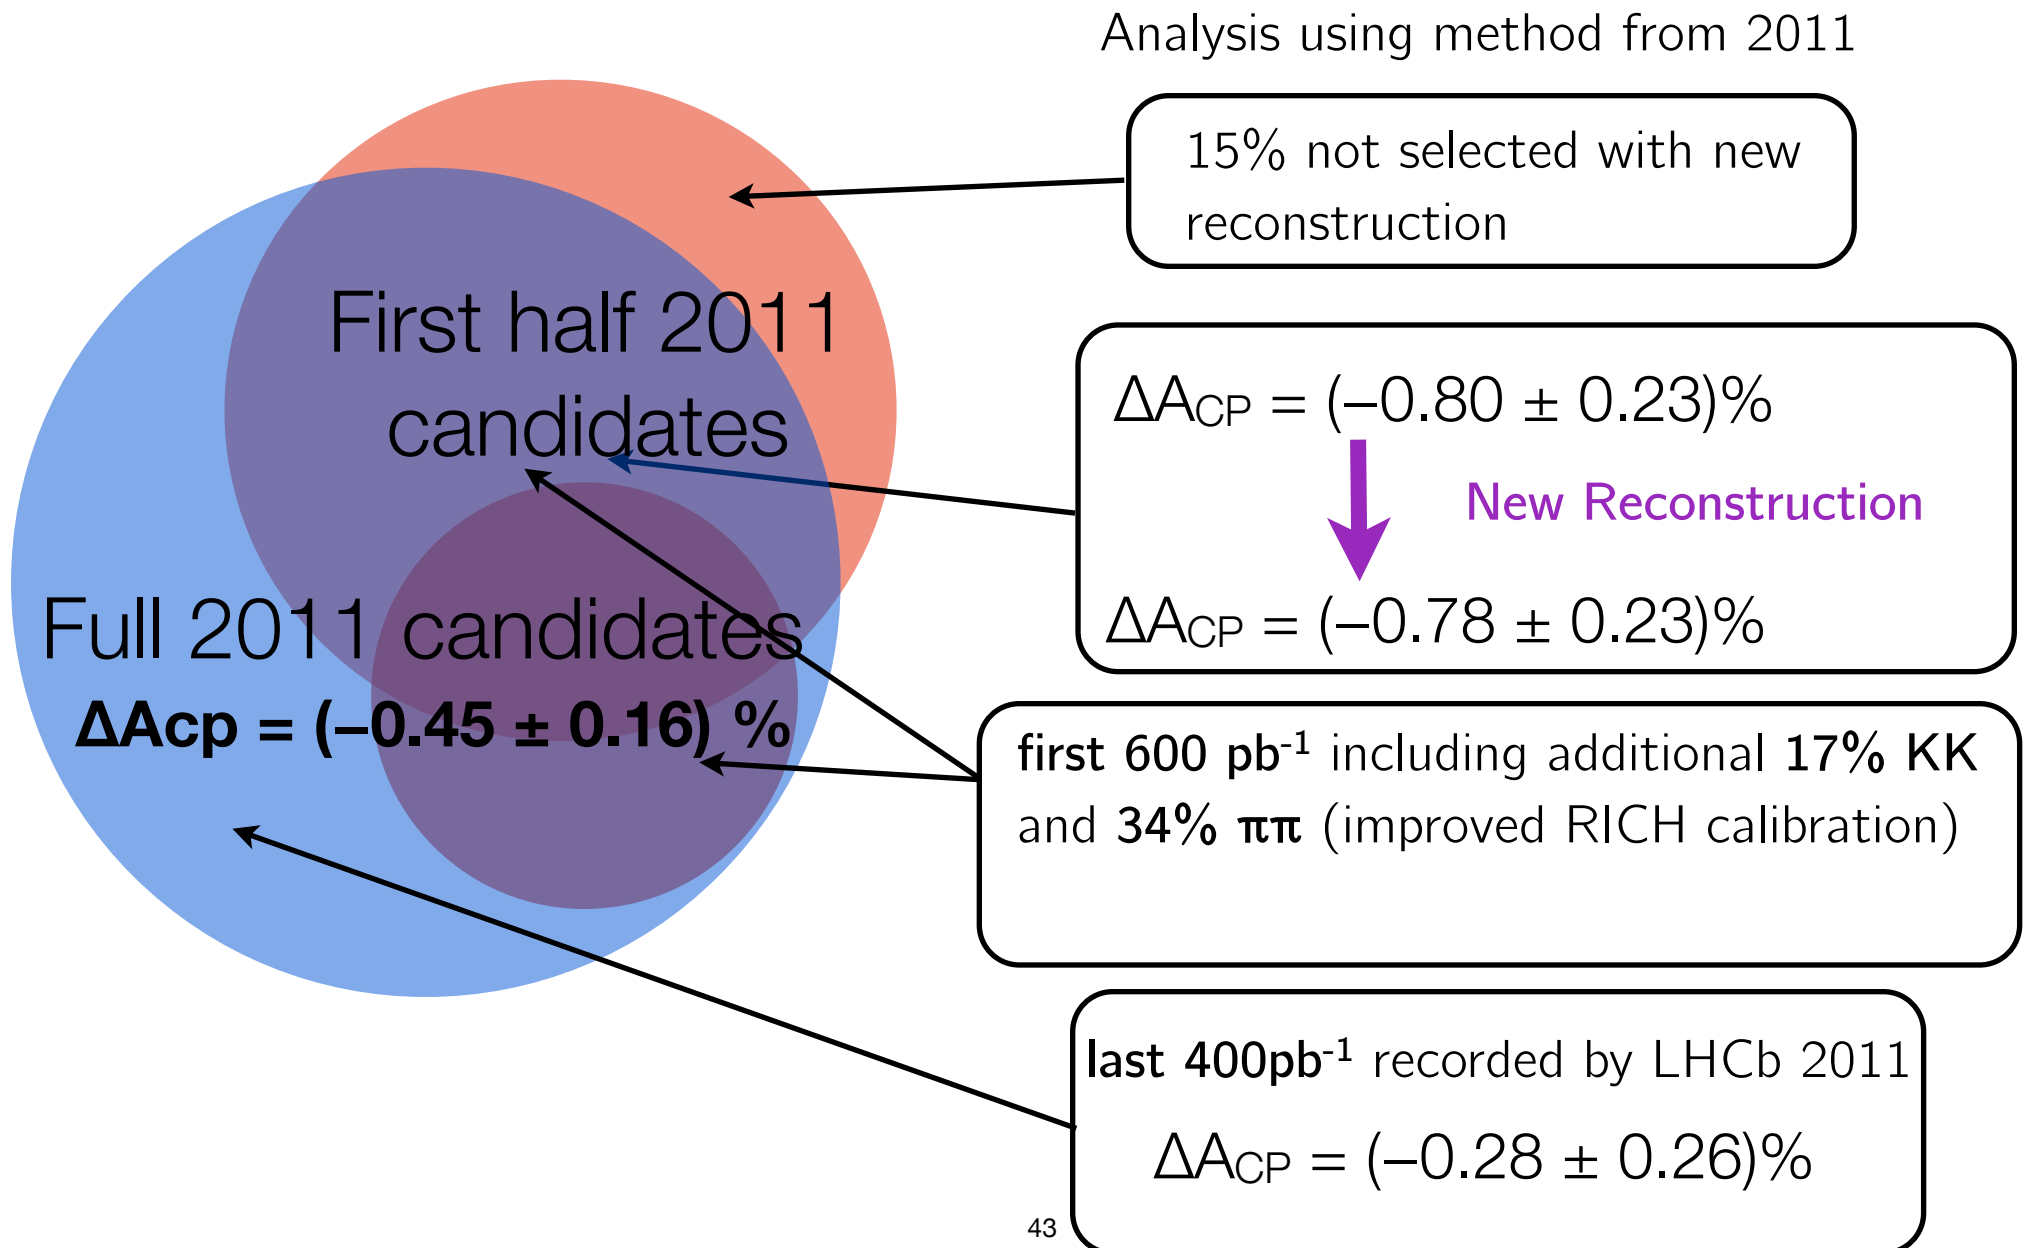 Analysis using method from 2011
15% not selected with new
reconstruction
First half 2011
candidates
ΔACP = (–0.80 ± 0.23)%
New Reconstruction
ΔACP = (–0.78 ± 0.23)%
Full 2011 candidates
ΔAcp = (–0.45 ± 0.16) %
first 600 pb-1 including additional 17% KK
and 34% ππ (improved RICH calibration)
last 400pb-1 recorded by LHCb 2011
ΔACP = (–0.28 ± 0.26)%
43